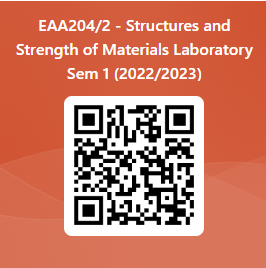 EAA204/2 - Structures and
Strength of Materials Laboratory
Sem 1 (2022/2023)